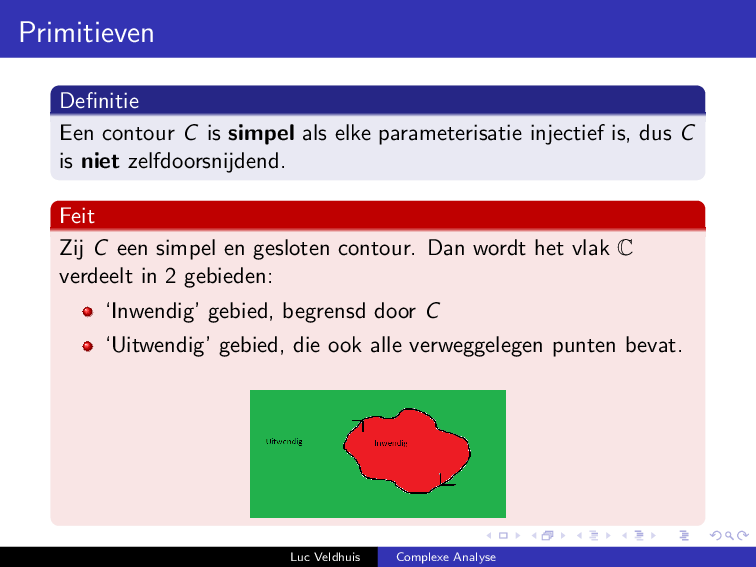 Primitieven
Definitie
Een contour C is simpel als elke parameterisatie injectief is, dus C
is niet zelfdoorsnijdend.
Feit
Zij C een simpel en gesloten contour. Dan wordt het vlak ℂ
verdeelt in 2 gebieden:
‘Inwendig’ gebied, begrensd door C
‘Uitwendig’ gebied, die ook alle verweggelegen punten bevat.
Uitwendig
Inwendig
Luc Veldhuis
Complexe Analyse